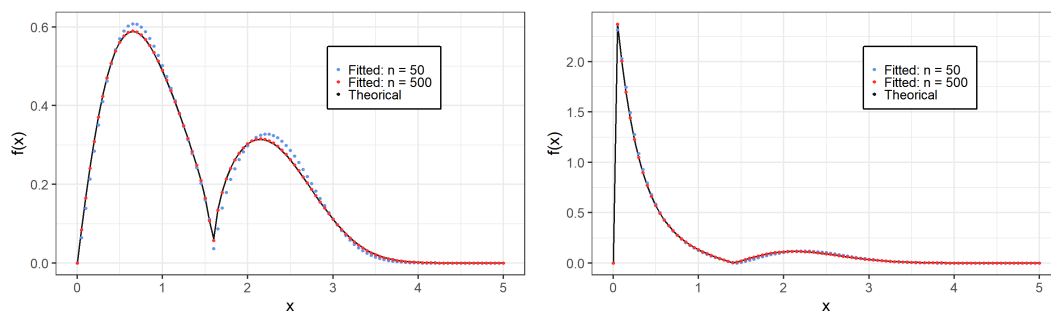 f(x)
0.6
0.4
0.2
0.0
Fitted: n = 50
Fitted: n = 500
Theorical
0 1 2 3 4 5
x
f(x)
2.0
1.5
1.0
0.5
0.0
Fitted: n = 50
Fitted: n = 500
Theorical
0 1 2 3 4 5
x